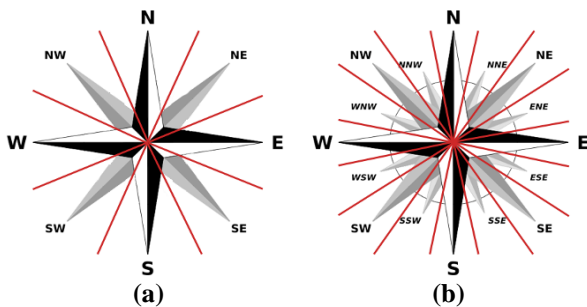 N N
NW NE NW NNW NNE NE
WNW ENE
W E W E
WSW ESE
SW SE SW SSW SSE SE
S S
(a) (b)